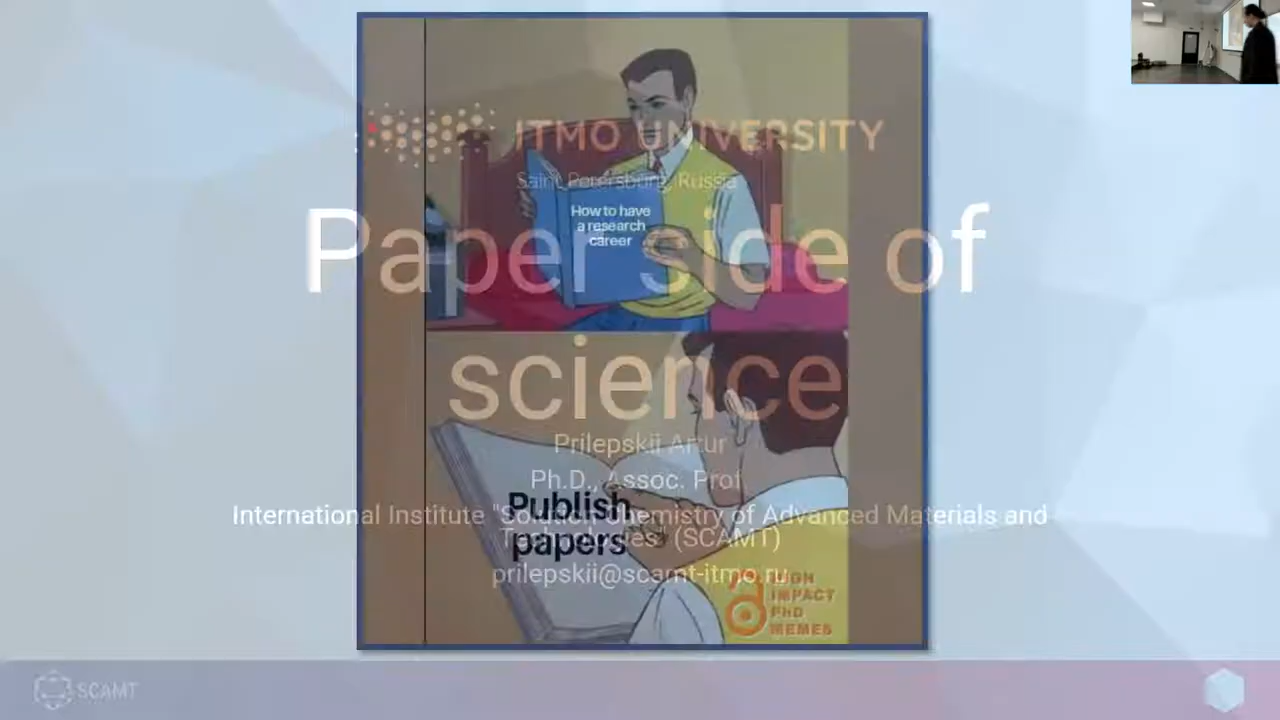 ITMO UNIVERSITY
Saint Petersburg, Russia
How to have
a research
career
Paper side of
science
Prilepskii Artur
Ph.D., Assoc. Prof.
Publish
papers
International Institute "Solution Chemistry of Advanced Materials and
Technologies" (SCAMT)
prilepskii@scamt-itmo.ru
HIGH
IMPACT
PhD
MEMES
SCAMT